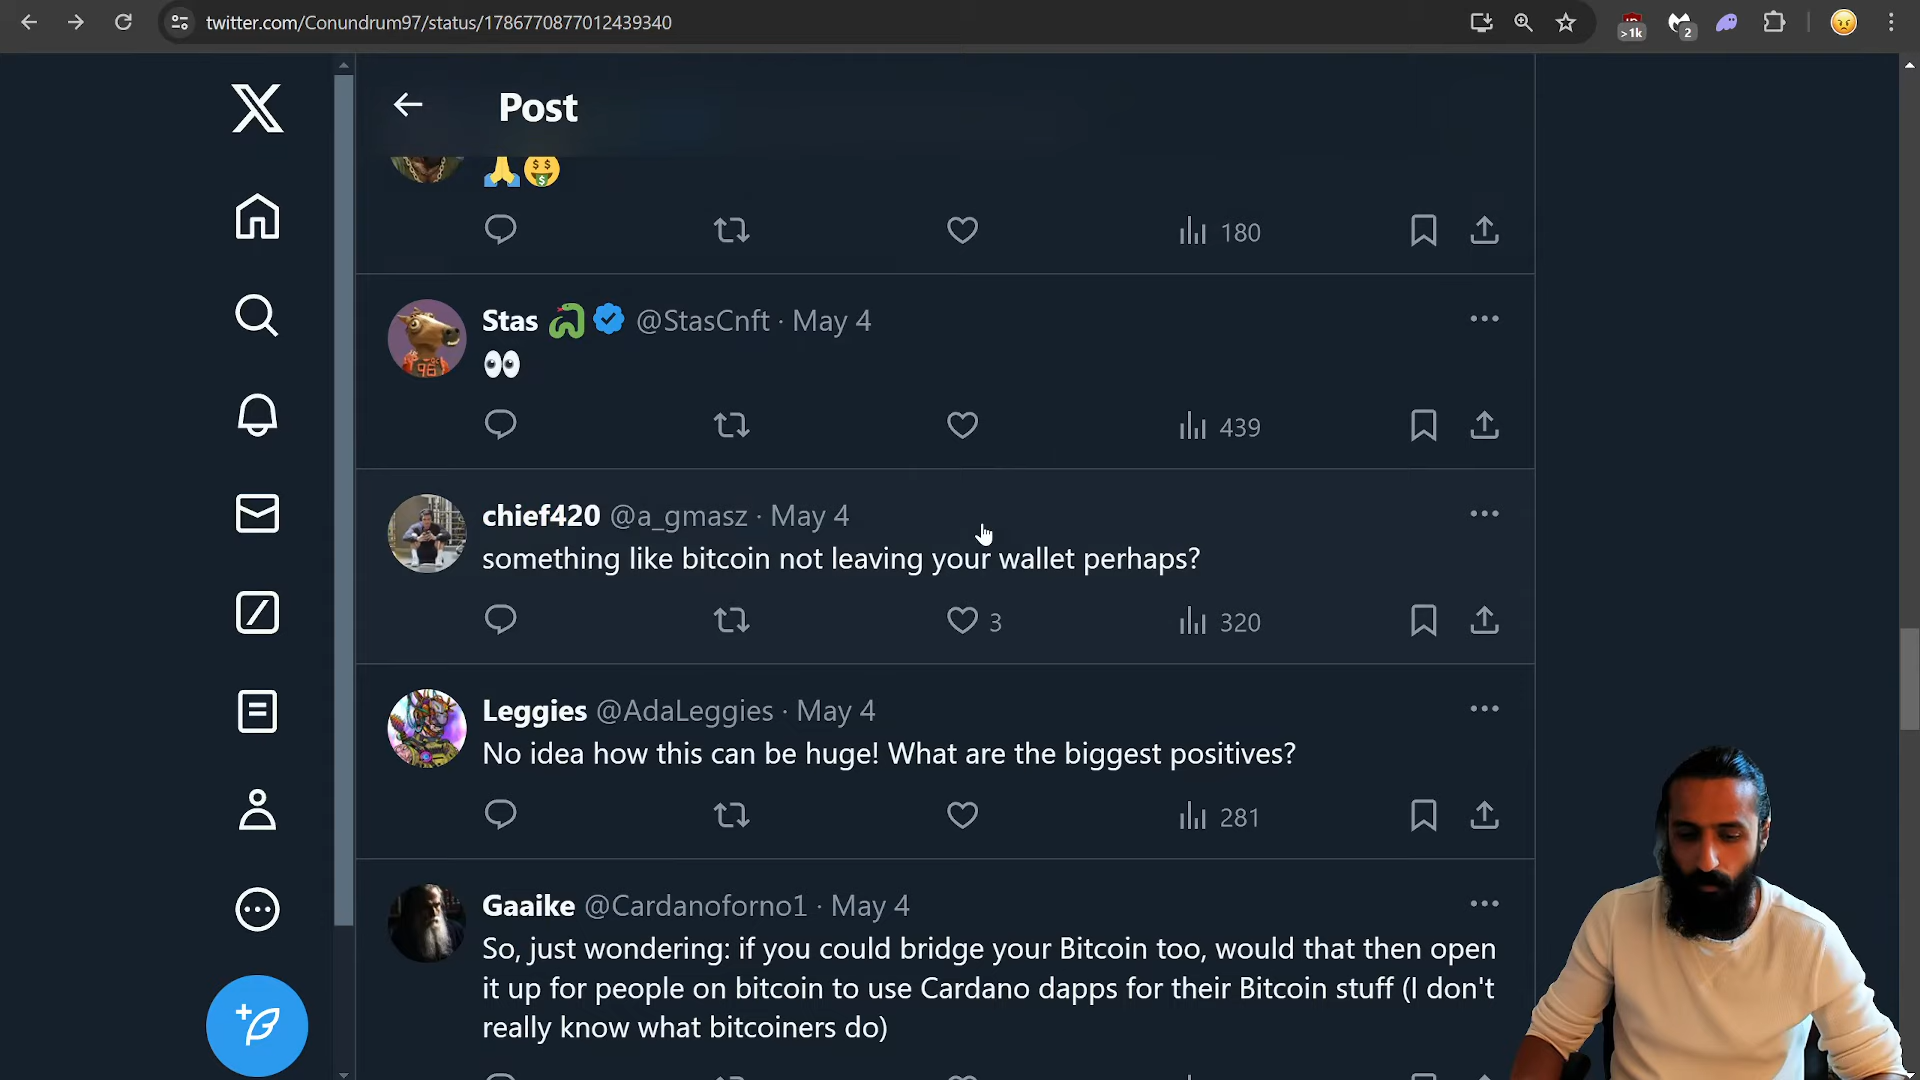 twitter.com/Conundrum97/status/1786770877012439340
>1k
2
Post
180
Stas @StasCnft · May 4
96
439
chief420 @a_gmasz · May 4
something like bitcoin not leaving your wallet perhaps?
3
320
Leggies @AdaLeggies · May 4
No idea how this can be huge! What are the biggest positives?
281
Gaaike @Cardanoforno1 · May 4
So, just wondering: if you could bridge your Bitcoin too, would that then open
it up for people on bitcoin to use Cardano dapps for their Bitcoin stuff (I don't
really know what bitcoiners do)